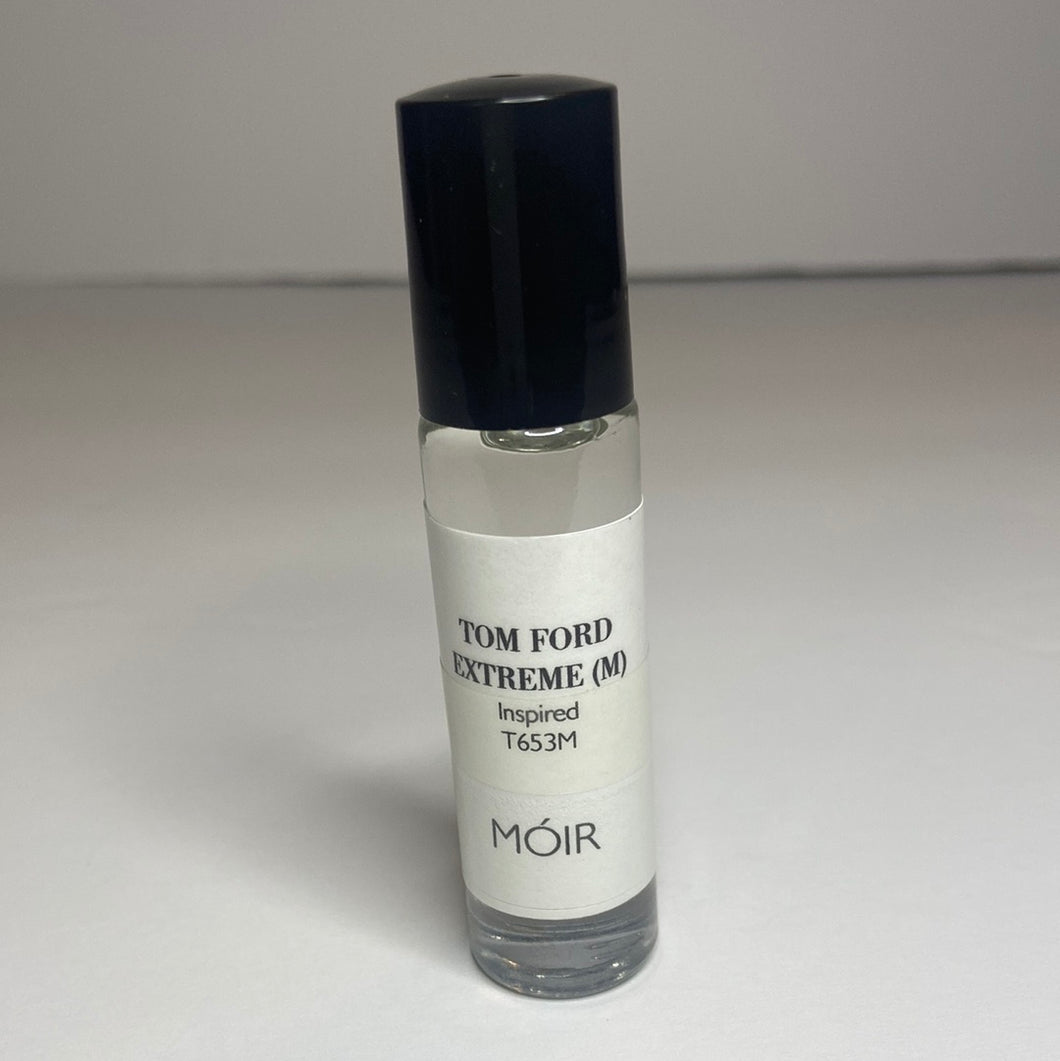 TOM FORD
EXTREME (M)
Inspired
T653M
MÓIR